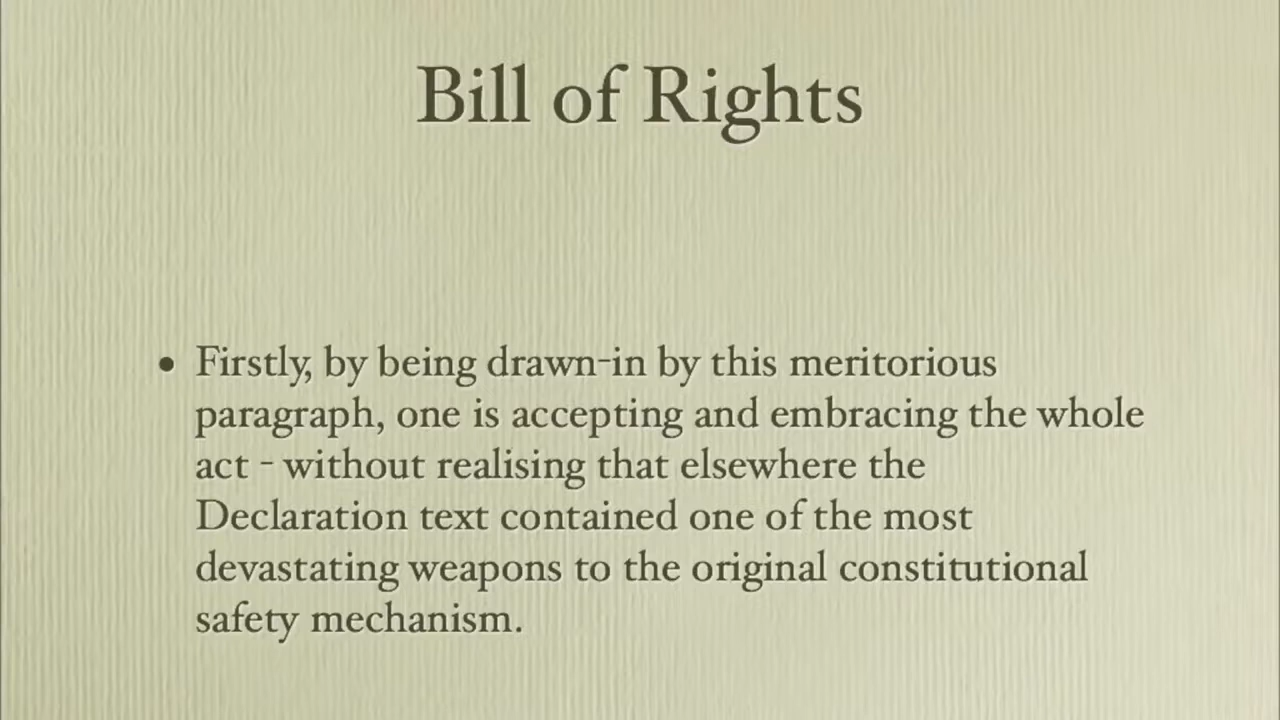 Bill of Rights
• Firstly, by being drawn-in by this meritorious
paragraph, one is accepting and embracing the whole
act - without realising that elsewhere the
Declaration text contained one of the most
devastating weapons to the original constitutional
safety mechanism.